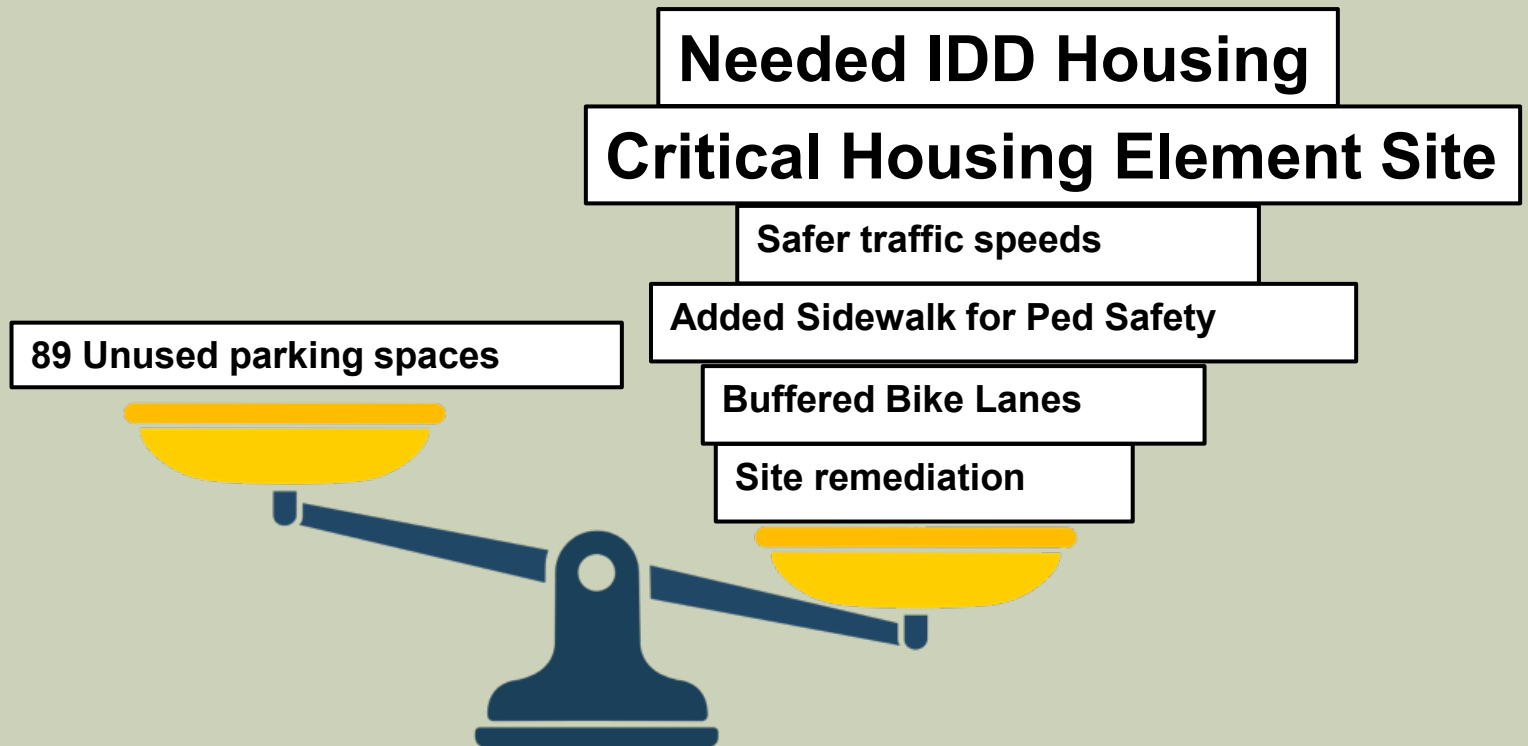 Needed IDD Housing
Critical Housing Element Site
Safer traffic speeds
Added Sidewalk for Ped Safety
89 Unused parking spaces
Buffered Bike Lanes
Site remediation